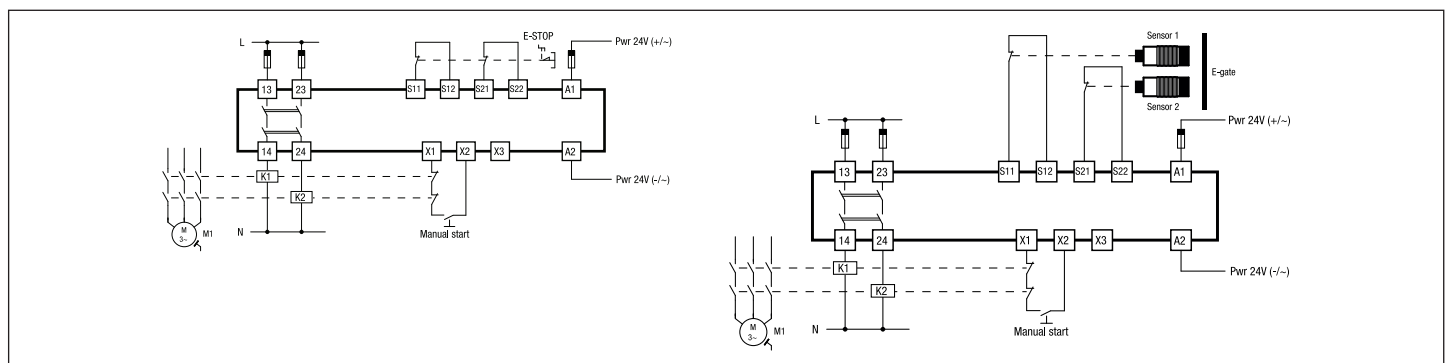 L
E-STOP
Pwr 24V (+/~)
13
23
S11
S12
S21
S22
A1
14
24
X1
X2
X3
A2
K1
K2
Pwr 24V (-/~)
M
3~
M1
N
Manual start
Sensor 1
E-gate
Sensor 2
L
Pwr 24V (+/~)
13
23
S11
S12
S21
S22
A1
14
24
X1
X2
X3
A2
K1
K2
Pwr 24V (-/~)
M
3~
M1
N
Manual start